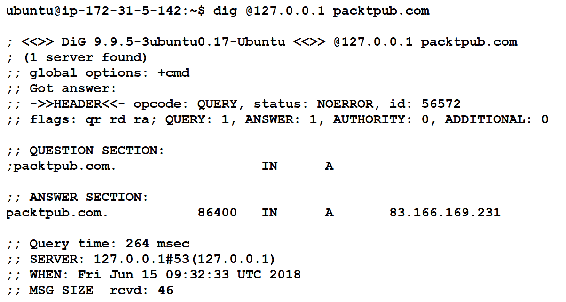 ubuntu@ip-172-31-5-142:~$ dig @127.0.0.1 packtpub.com
; <<>> DiG 9.9.5-3ubuntu0.17-Ubuntu <<>> @127.0.0.1 packtpub.com
; (1 server found)
;; global options: +cmd
;; Got answer:
;; ->>HEADER<<- opcode: QUERY, status: NOERROR, id: 56572
;; flags: qr rd ra; QUERY: 1, ANSWER: 1, AUTHORITY: 0, ADDITIONAL: 0
;; QUESTION SECTION:
;packtpub.com. IN A
;; ANSWER SECTION:
packtpub.com. 86400 IN A 83.166.169.231
;; Query time: 264 msec
;; SERVER: 127.0.0.1#53(127.0.0.1)
;; WHEN: Fri Jun 15 09:32:33 UTC 2018
;; MSG SIZE rcvd: 46